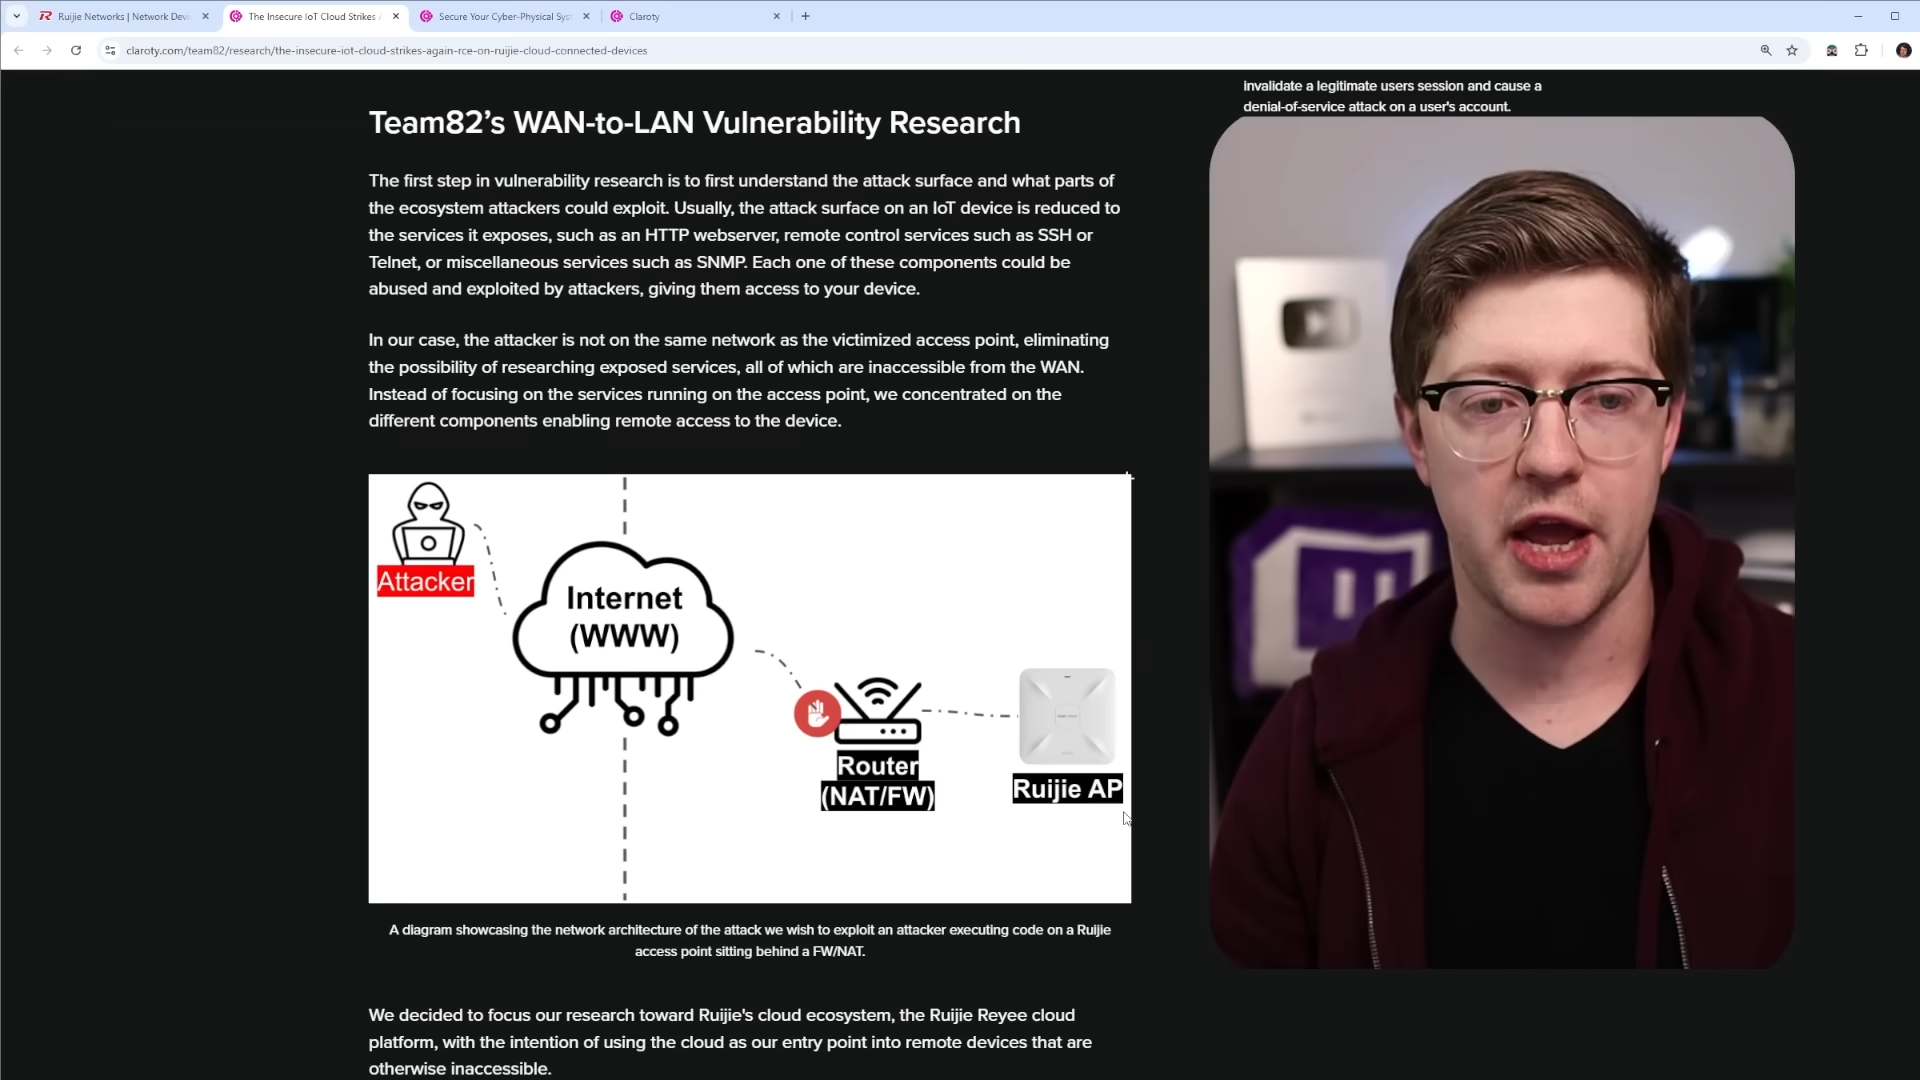 Ruijie Networks | Network Devi
The Insecure IoT Cloud Strikes A
Secure Your Cyber-Physical Sys
Claroty
claroty.com/team82/research/the-insecure-iot-cloud-strikes-again-rce-on-ruijie-cloud-connected-devices
invalidate a legitimate users session and cause a
denial-of-service attack on a user's account.
Team82’s WAN-to-LAN Vulnerability Research
The first step in vulnerability research is to first understand the attack surface and what parts of
the ecosystem attackers could exploit. Usually, the attack surface on an IoT device is reduced to
the services it exposes, such as an HTTP webserver, remote control services such as SSH or
Telnet, or miscellaneous services such as SNMP. Each one of these components could be
abused and exploited by attackers, giving them access to your device.
In our case, the attacker is not on the same network as the victimized access point, eliminating
the possibility of researching exposed services, all of which are inaccessible from the WAN.
Instead of focusing on the services running on the access point, we concentrated on the
different components enabling remote access to the device.
Attacker
Internet
(WWW)
Router
(NAT/FW)
Ruijie AP
A diagram showcasing the network architecture of the attack we wish to exploit an attacker executing code on a Ruijie
access point sitting behind a FW/NAT.
We decided to focus our research toward Ruijie's cloud ecosystem, the Ruijie Reyee cloud
platform, with the intention of using the cloud as our entry point into remote devices that are
otherwise inaccessible.